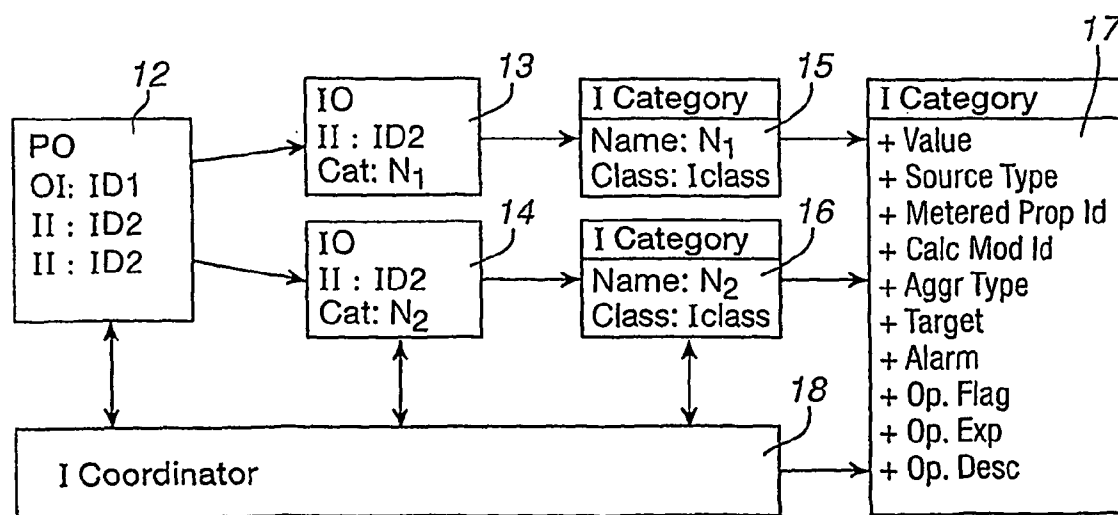 12
PO
OI: ID1
II : ID2
II : ID2
13
IO
II : ID2
Cat: N1
14
IO
II : ID2
Cat: N2
15
I Category
Name: N1
Class: Iclass
16
I Category
Name: N2
Class: Iclass
17
I Category
+ Value
+ Source Type
+ Metered Prop Id
+ Calc Mod Id
+ Aggr Type
+ Target
+ Alarm
+ Op. Flag
+ Op. Exp
+ Op. Desc
18
I Coordinator